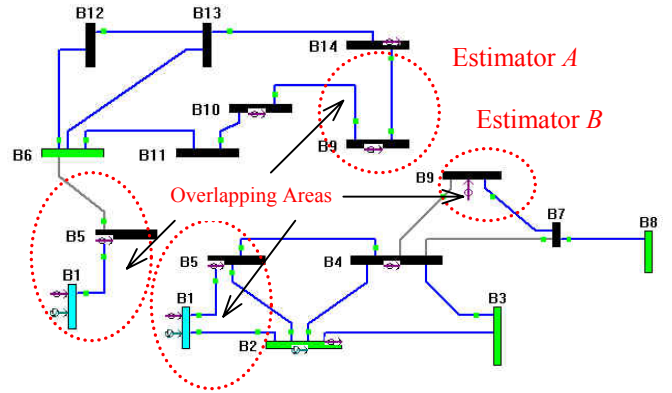 B12
B13
B14
Estimator A
B10
Estimator B
B11
B9
B6
Overlapping Areas
B9
B7
B8
B5
B5
B4
B1
B1
B3
B2